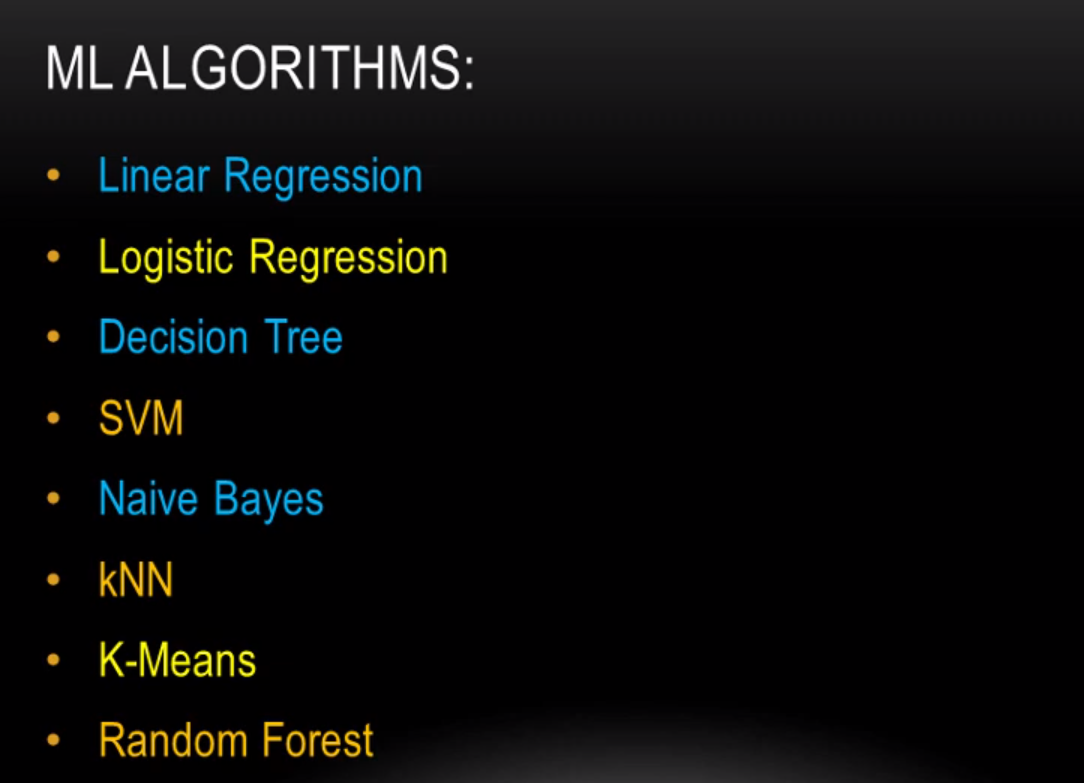 ML ALGORITHMS:
• Linear Regression
• Logistic Regression
• Decision Tree
• SVM
• Naive Bayes
• kNN
• K-Means
• Random Forest